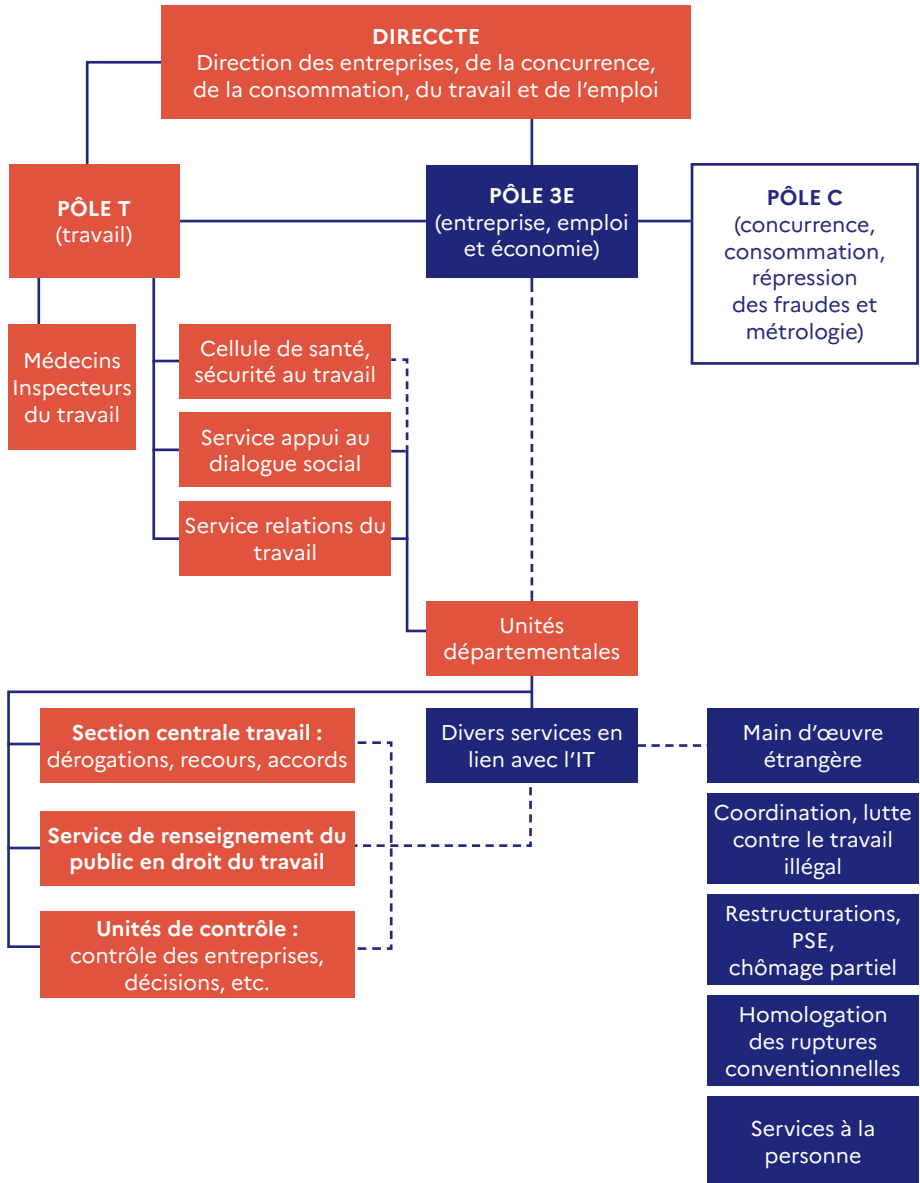 DIRECCTE
Direction des entreprises, de la concurrence,
de la consommation, du travail et de l'emploi
PÔLE T
(travail)
PÔLE 3E
(entreprise, emploi
et économie)
PÔLE C
(concurrence,
consommation,
répression
des fraudes et
métrologie)
Médecins
Inspecteurs
du travail
Cellule de santé,
sécurité au travail
Service appui au
dialogue social
Service relations du
travail
Unités
départementales
Section centrale travail :
dérogations, recours, accords
Service de renseignement du
public en droit du travail
Unités de contrôle :
contrôle des entreprises,
décisions, etc.
Divers services en
lien avec l'IT
Main d'œuvre
étrangère
Coordination, lutte
contre le travail
illégal
Restructurations,
PSE,
chômage partiel
Homologation
des ruptures
conventionnelles
Services à la
personne